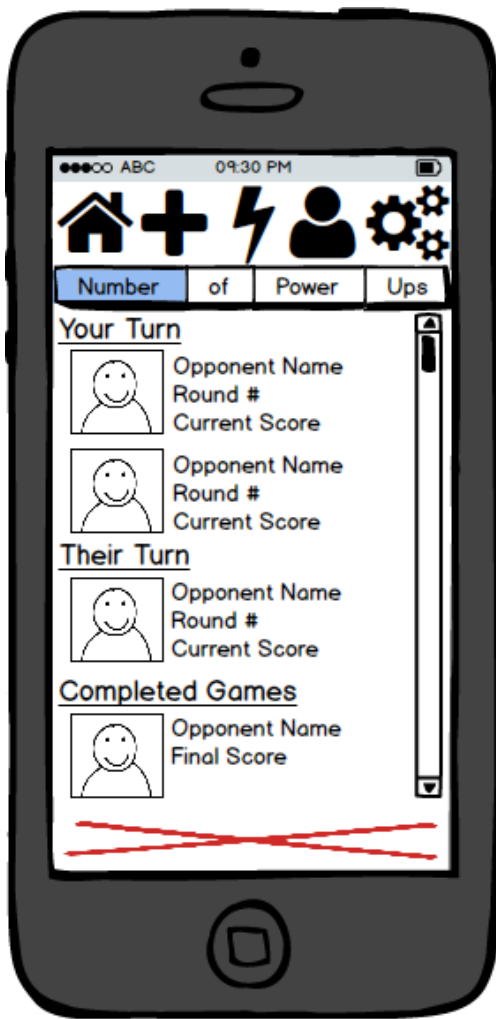 ABC 09:30 PM
Number of Power Ups
Your Turn
Opponent Name
Round #
Current Score
Opponent Name
Round #
Current Score
Their Turn
Opponent Name
Round #
Current Score
Completed Games
Opponent Name
Final Score